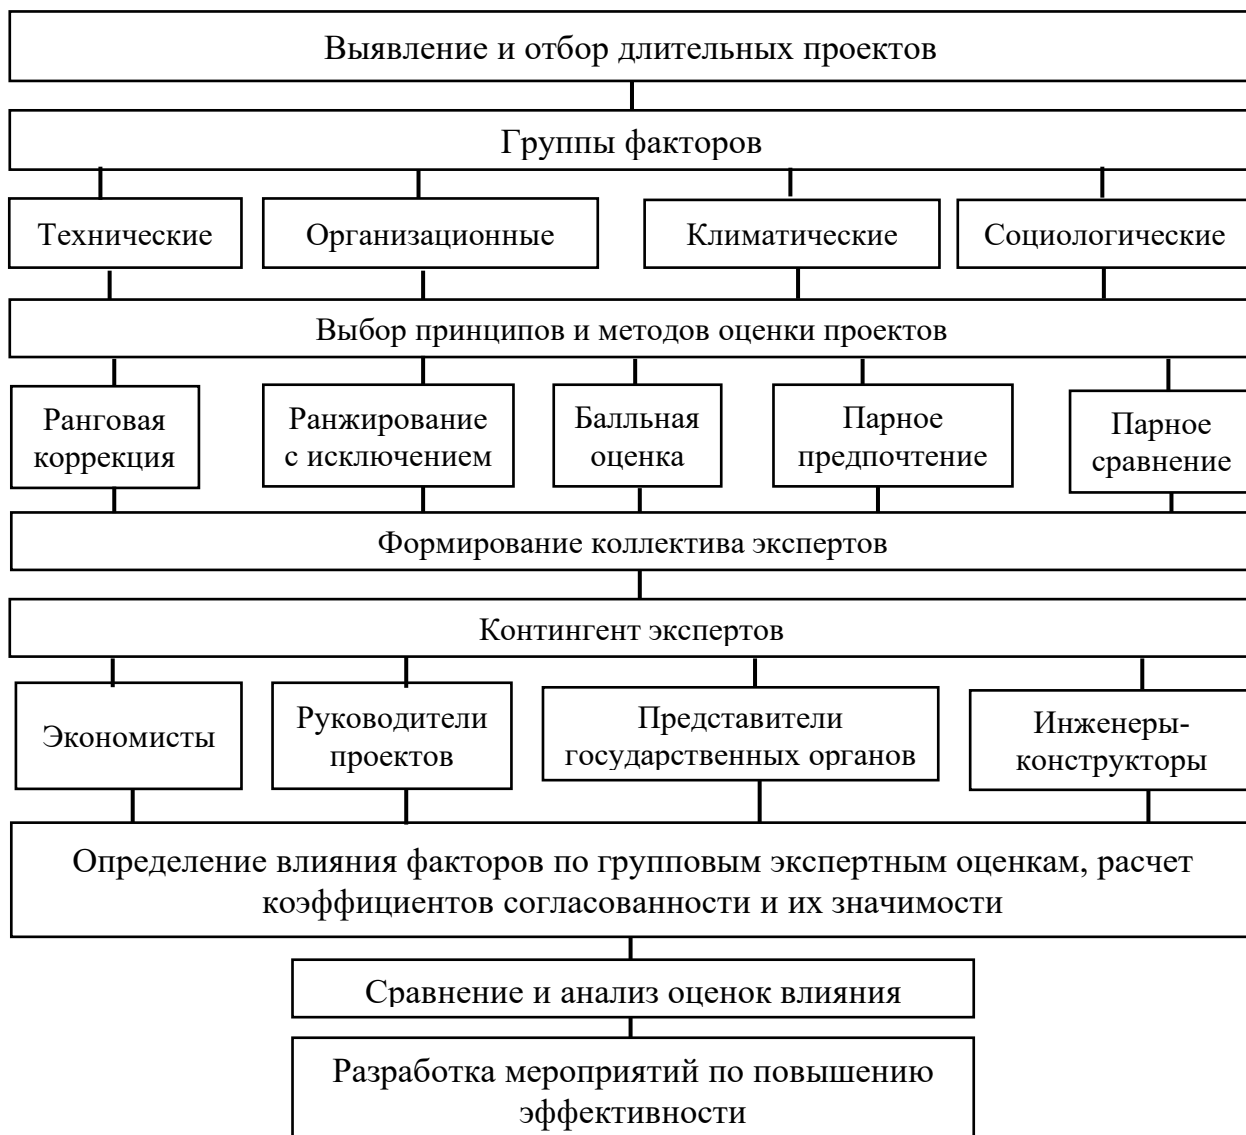 Выявление и отбор длительных проектов
Группы факторов
Технические
Организационные
Климатические
Социологические
Выбор принципов и методов оценки проектов
Ранговая
коррекция
Ранжирование
с исключением
Балльная
оценка
Парное
предпочтение
Парное
сравнение
Формирование коллектива экспертов
Контингент экспертов
Экономисты
Руководители
проектов
Представители
государственных органов
Инженеры-
конструкторы
Определение влияния факторов по групповым экспертным оценкам, расчет
коэффициентов согласованности и их значимости
Сравнение и анализ оценок влияния
Разработка мероприятий по повышению
эффективности